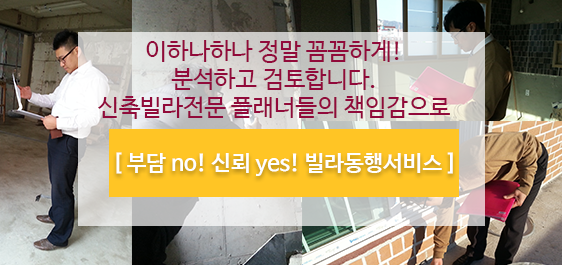 이하나하나 정말 꼼꼼하게!
분석하고 검토합니다.
신축빌라전문 플래너들의 책임감으로
[ 부담 no! 신뢰 yes! 빌라동행서비스 ]